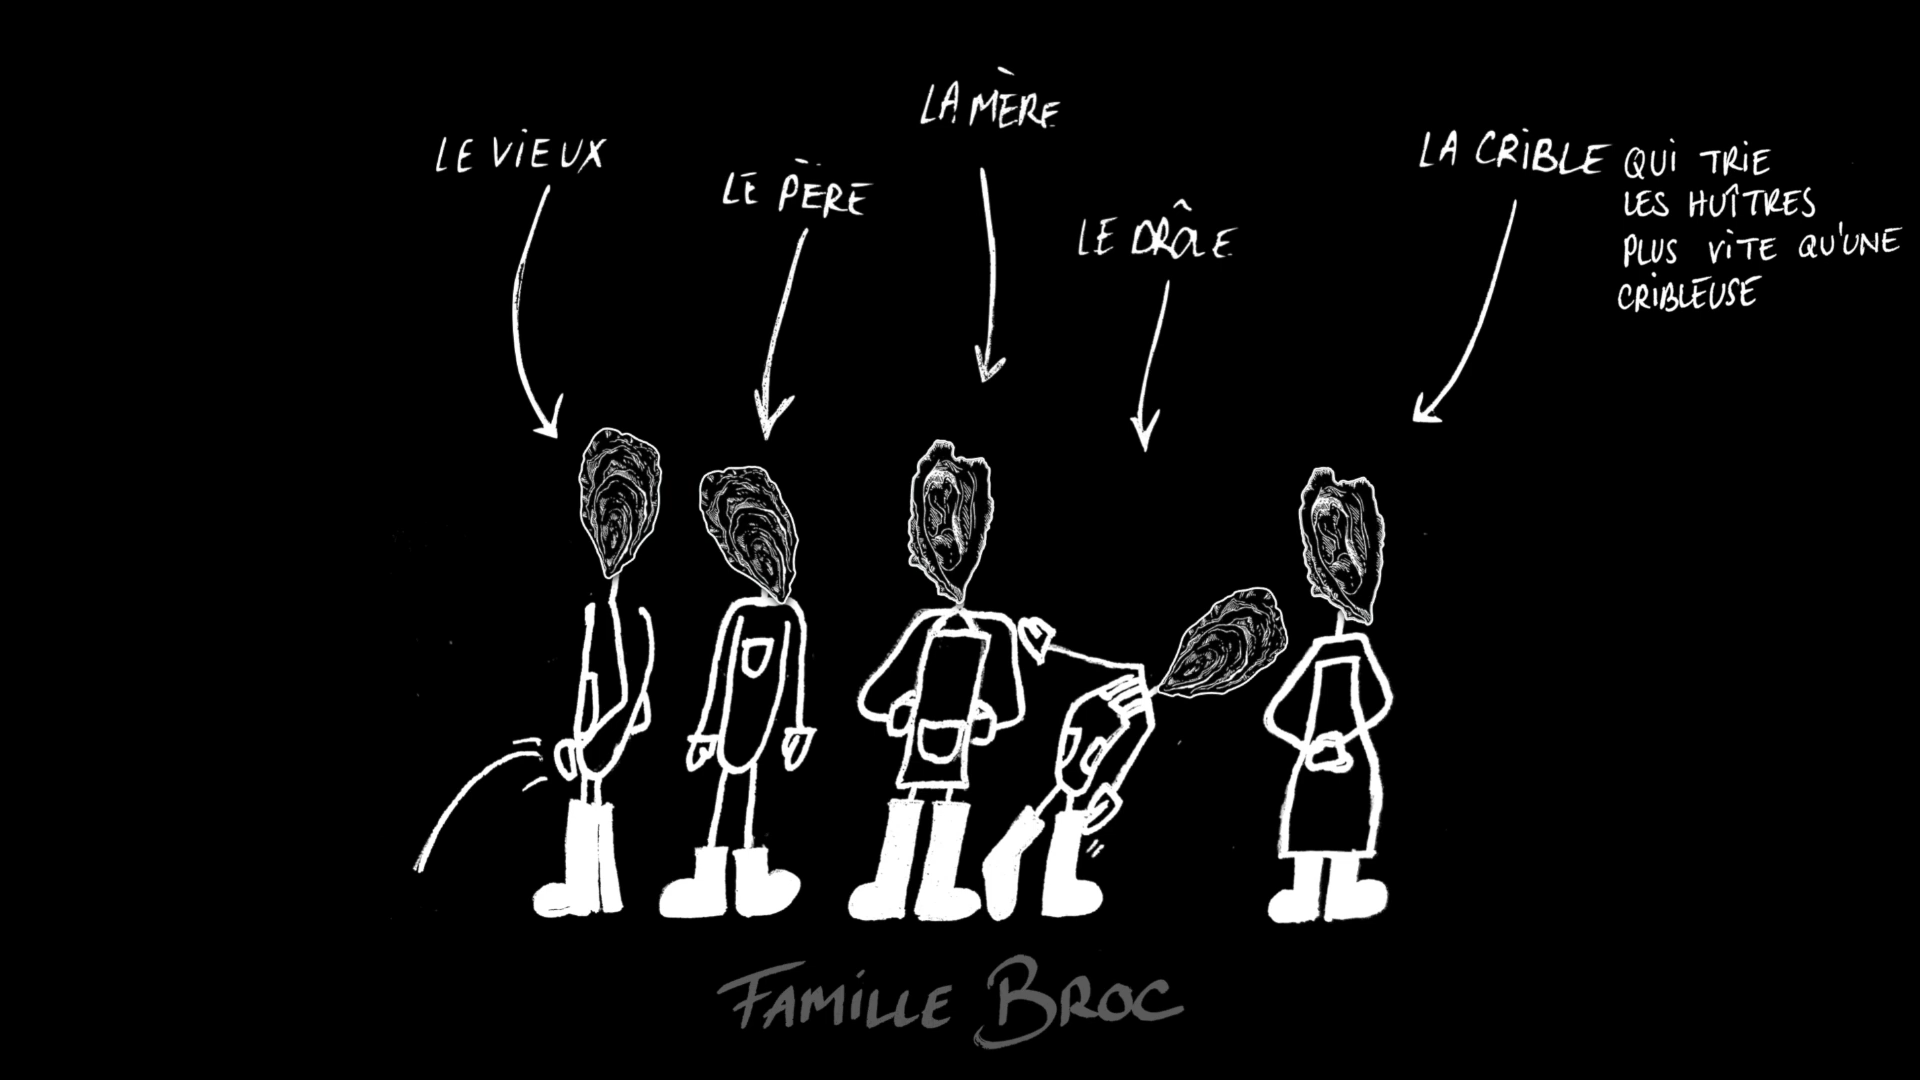 LE VIEUX
LE PÈRE
LA MÈRE
LE DRÔLE
LA CRIBLE QUI TRIE
LES HUÎTRES
PLUS VITE QU'UNE
CRIBLEUSE
FAMILLE BROC